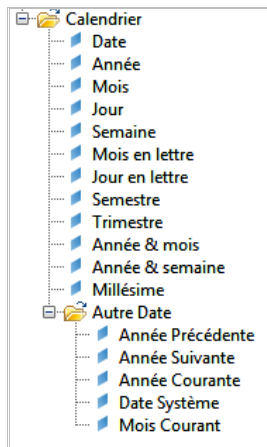 Calendrier
Date
Année
Mois
Jour
Semaine
Mois en lettre
Jour en lettre
Semestre
Trimestre
Année & mois
Année & semaine
Millésime
Autre Date
Année Précédente
Année Suivante
Année Courante
Date Système
Mois Courant